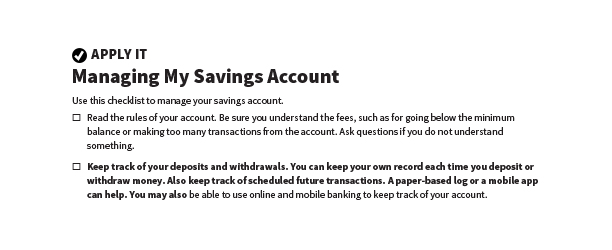 APPLY IT
Managing My Savings Account
Use this checklist to manage your savings account.
☐ Read the rules of your account. Be sure you understand the fees, such as for going below the minimum
balance or making too many transactions from the account. Ask questions if you do not understand
something.
☐ Keep track of your deposits and withdrawals. You can keep your own record each time you deposit or
withdraw money. Also keep track of scheduled future transactions. A paper-based log or a mobile app
can help. You may also be able to use online and mobile banking to keep track of your account.